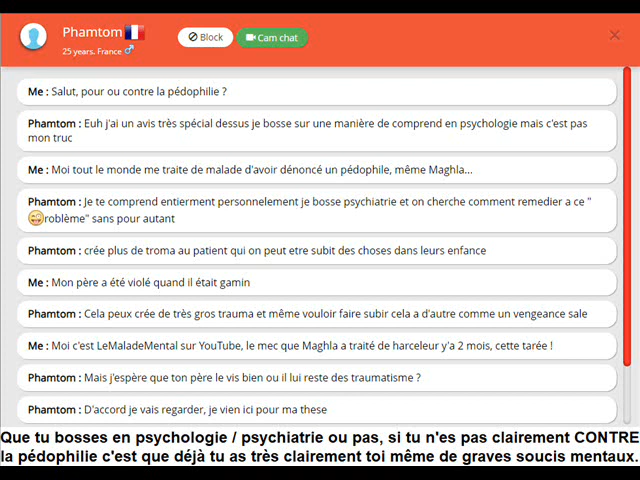 Phamtom
25 years. France
Block
Cam chat
Me : Salut, pour ou contre la pédophilie ?
Phamtom : Euh j'ai un avis très spécial dessus je bosse sur une manière de comprend en psychologie mais c'est pas
mon truc
Me : Moi tout le monde me traite de malade d'avoir dénoncé un pédophile, même Maghla...
Phamtom : Je te comprend entierment personnelement je bosse psychiatrie et on cherche comment remedier a ce "
roblème" sans pour autant
Phamtom : crée plus de troma au patient qui on peut etre subit des choses dans leurs enfance
Me : Mon père a été violé quand il était gamin
Phamtom : Cela peux crée de très gros trauma et même vouloir faire subir cela a d'autre comme un vengeance sale
Me : Moi c'est LeMaladeMental sur YouTube, le mec que Maghla a traité de harceleur y'a 2 mois, cette tarée !
Phamtom : Mais j'espère que ton père le vis bien ou il lui reste des traumatisme ?
Phamtom : D'accord je vais regarder, je vien ici pour ma these
Que tu bosses en psychologie / psychiatrie ou pas, si tu n'es pas clairement CONTRE
la pédophilie c'est que déjà tu as très clairement toi même de graves soucis mentaux.